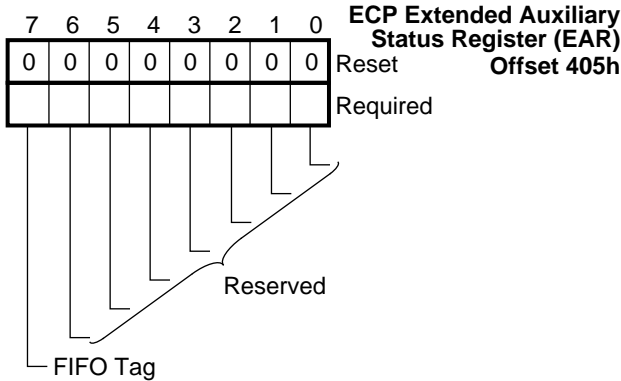 7 6 5 4 3 2 1 0
ECP Extended Auxiliary
Status Register (EAR)
Offset 405h
0 0 0 0 0 0 0 0 Reset
Required
Reserved
FIFO Tag